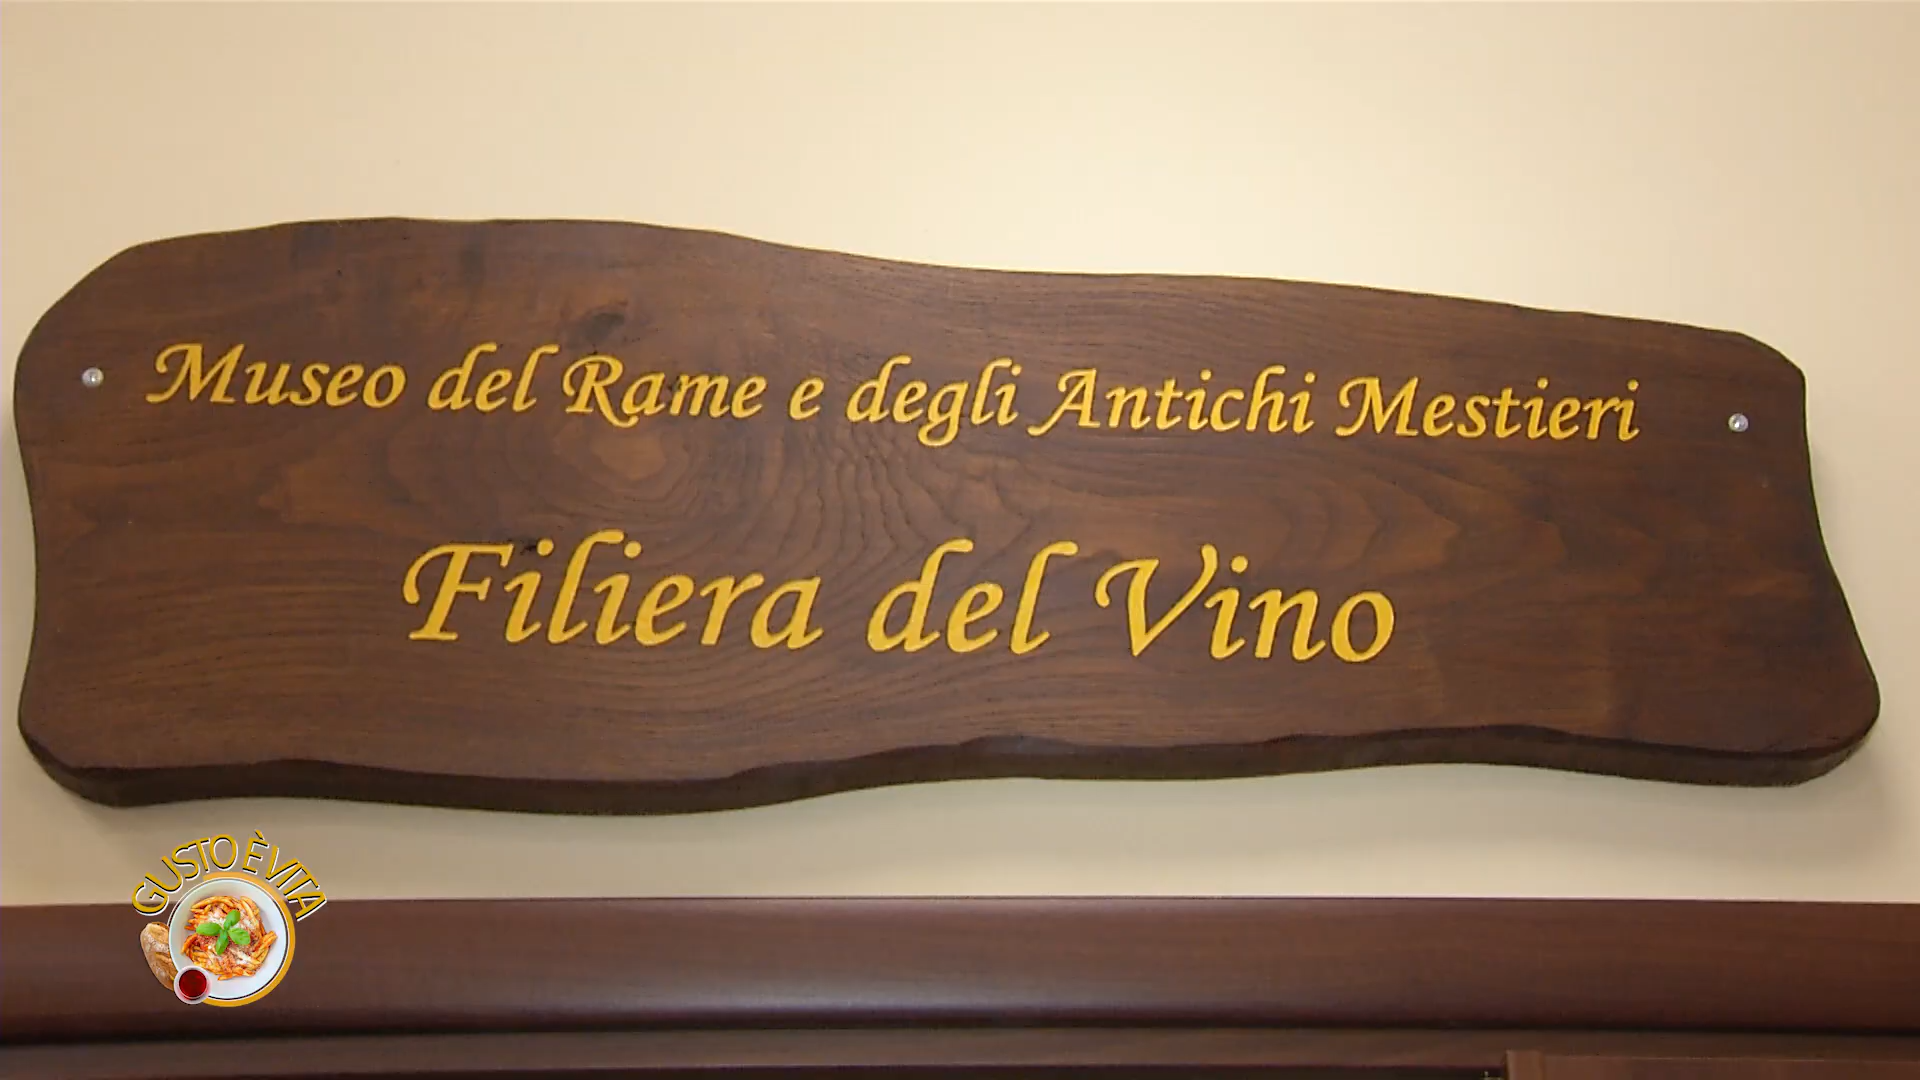 Museo del Rame e degli Antichi Mestieri
Filiera del Vino
GUSTO È VITA